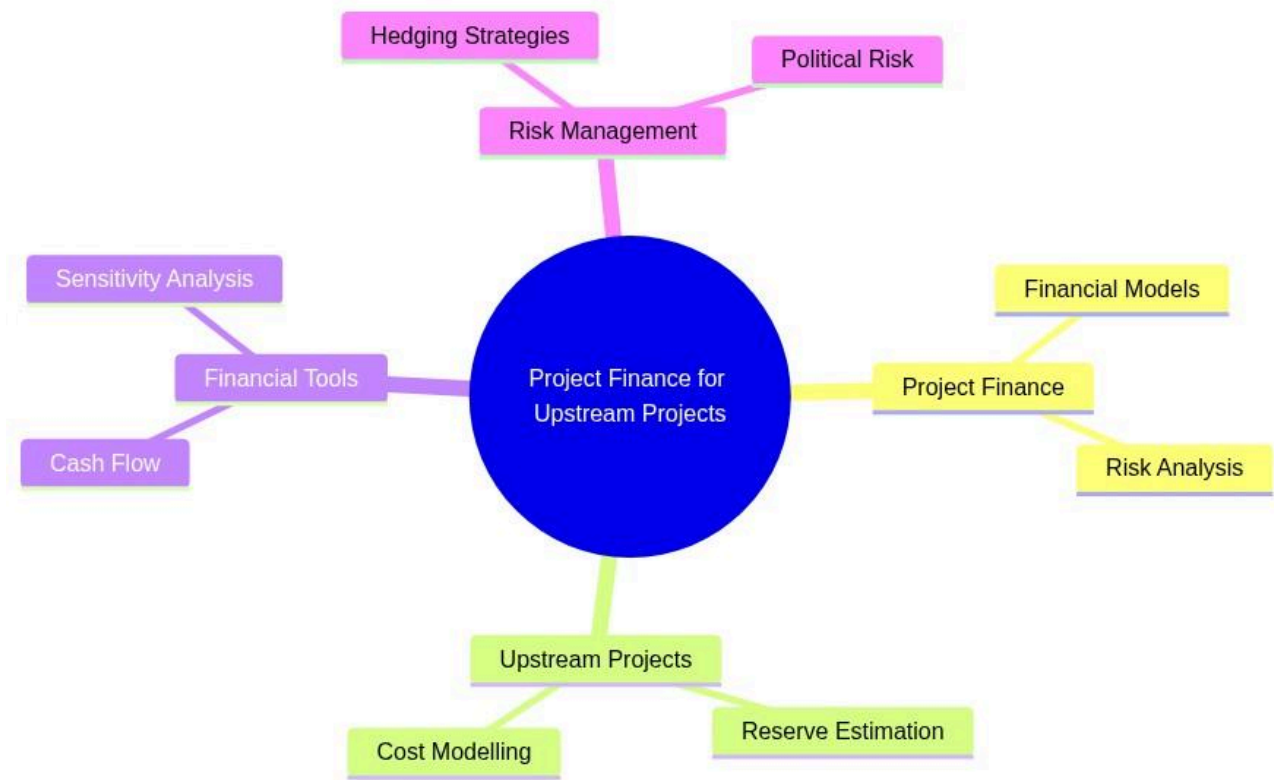 Hedging Strategies
Political Risk
Risk Management
Sensitivity Analysis
Financial Models
Financial Tools
Project Finance for
Upstream Projects
Project Finance
Cash Flow
Risk Analysis
Upstream Projects
Reserve Estimation
Cost Modelling